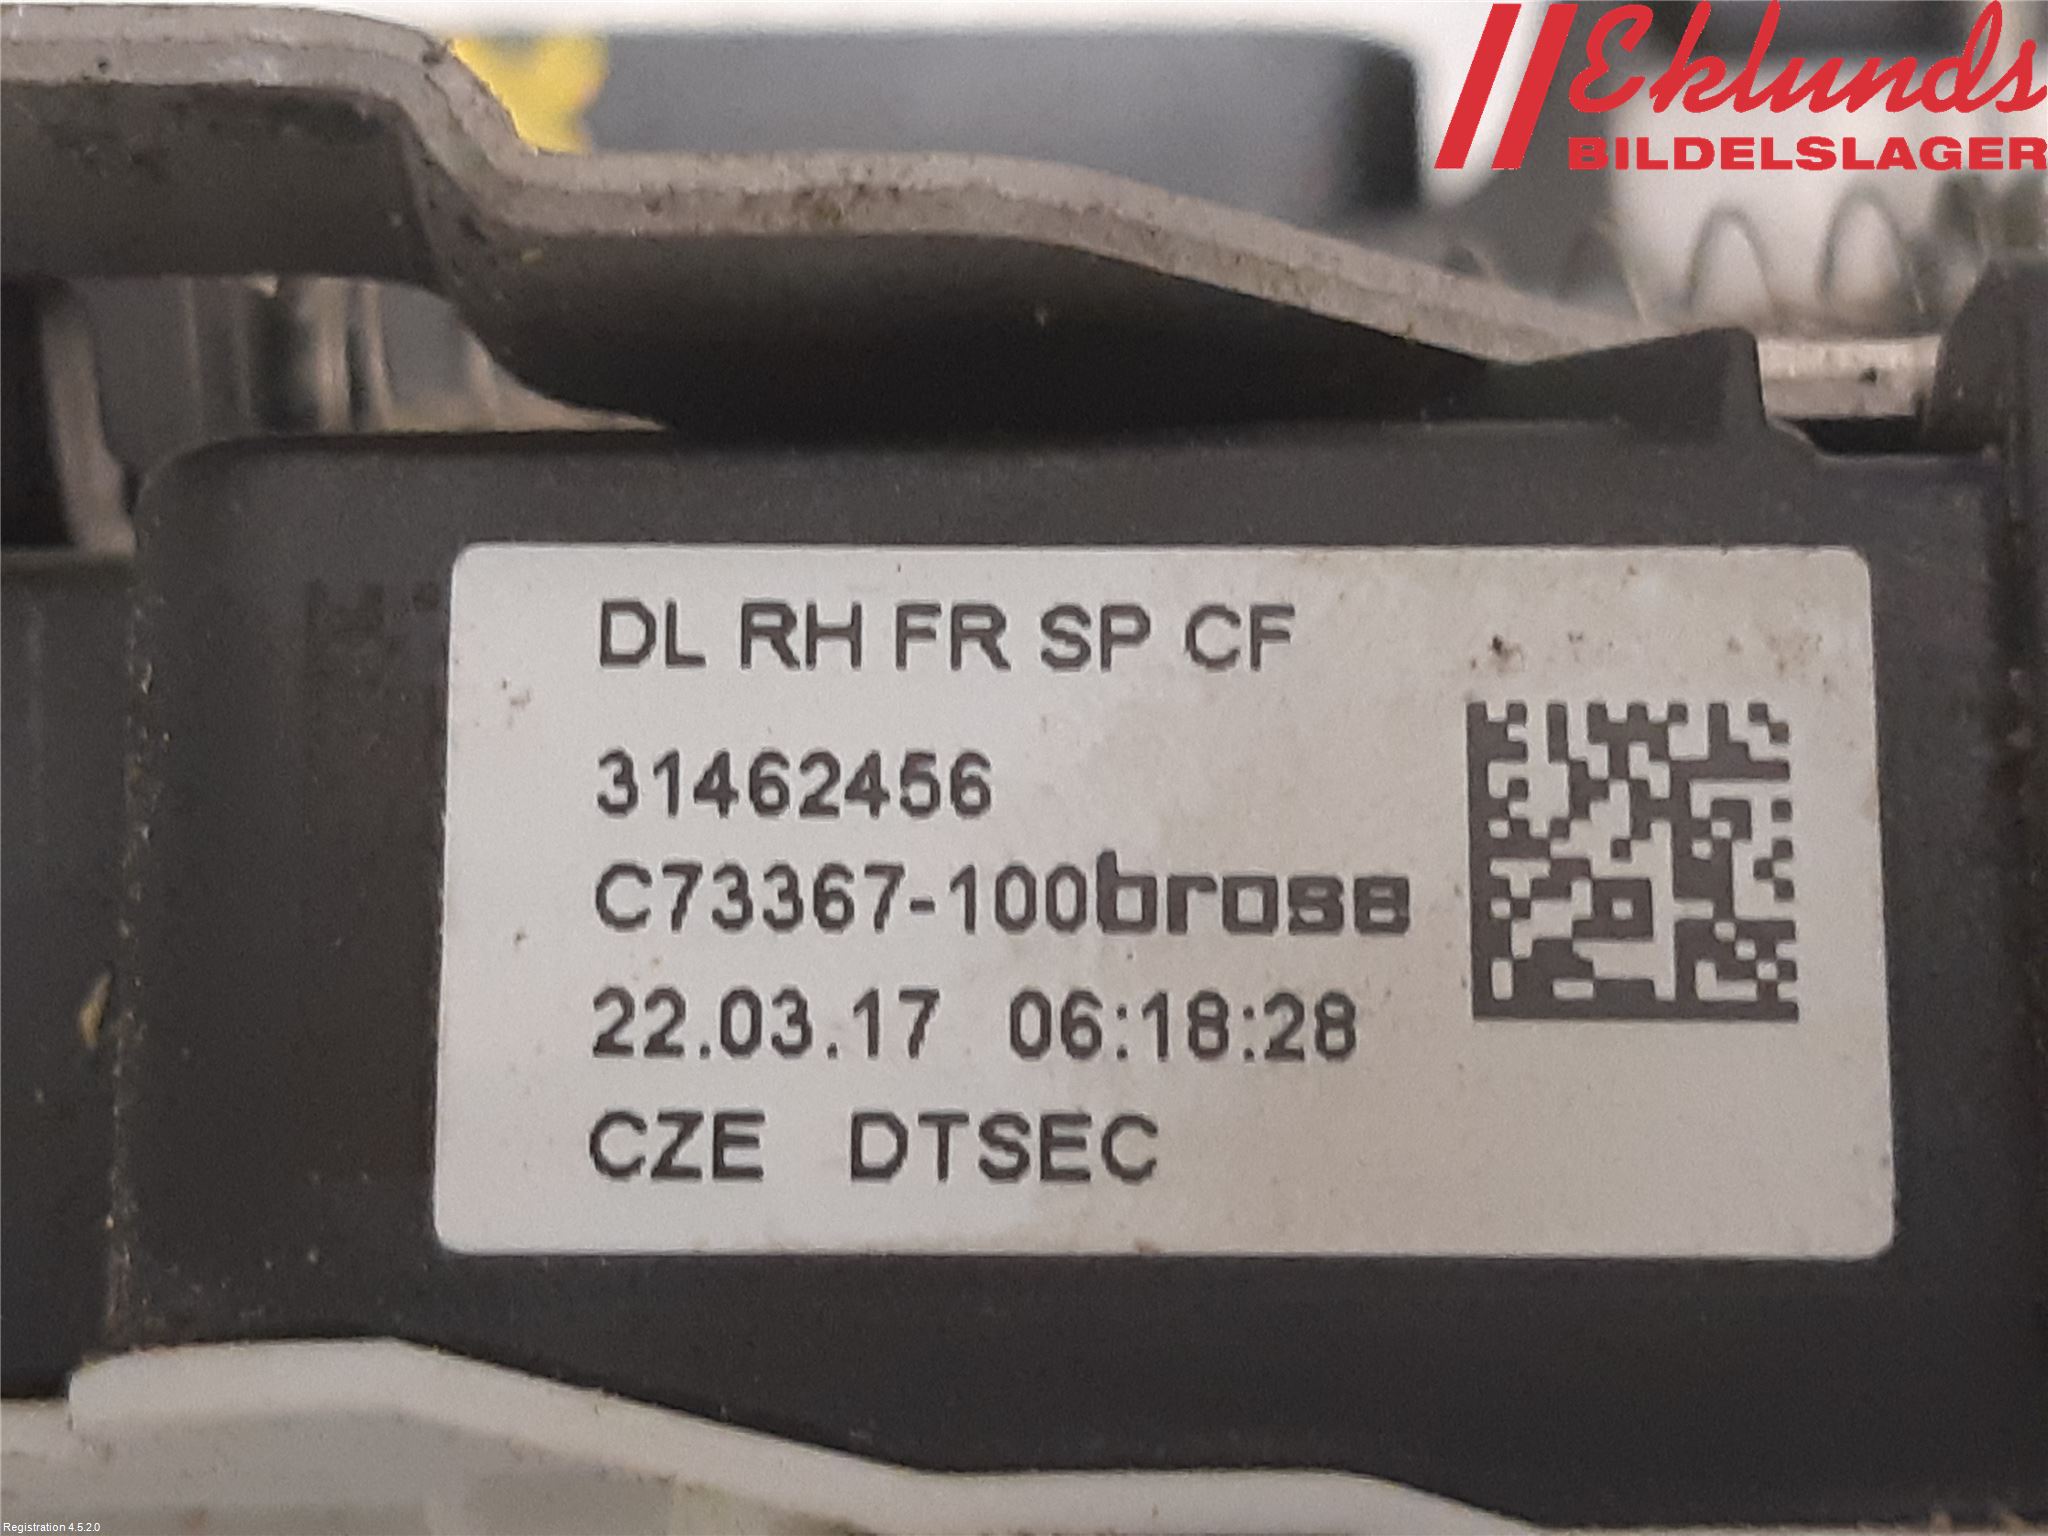 Eklunds
BILDELSLAGER
DL RH FR SP CF
31462456
C73367-100brose
22.03.17 06:18:28
CZE DTSEC
Registration 4.5.2.0